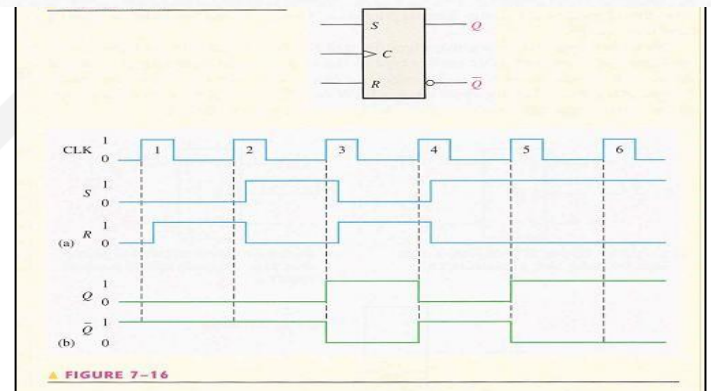 S Q
C
R Q̅
CLK 1 0 1 2 3 4 5 6
S 1 0
(a) R 1 0
Q 1 0
(b) Q̅ 1 0
▲ FIGURE 7–16